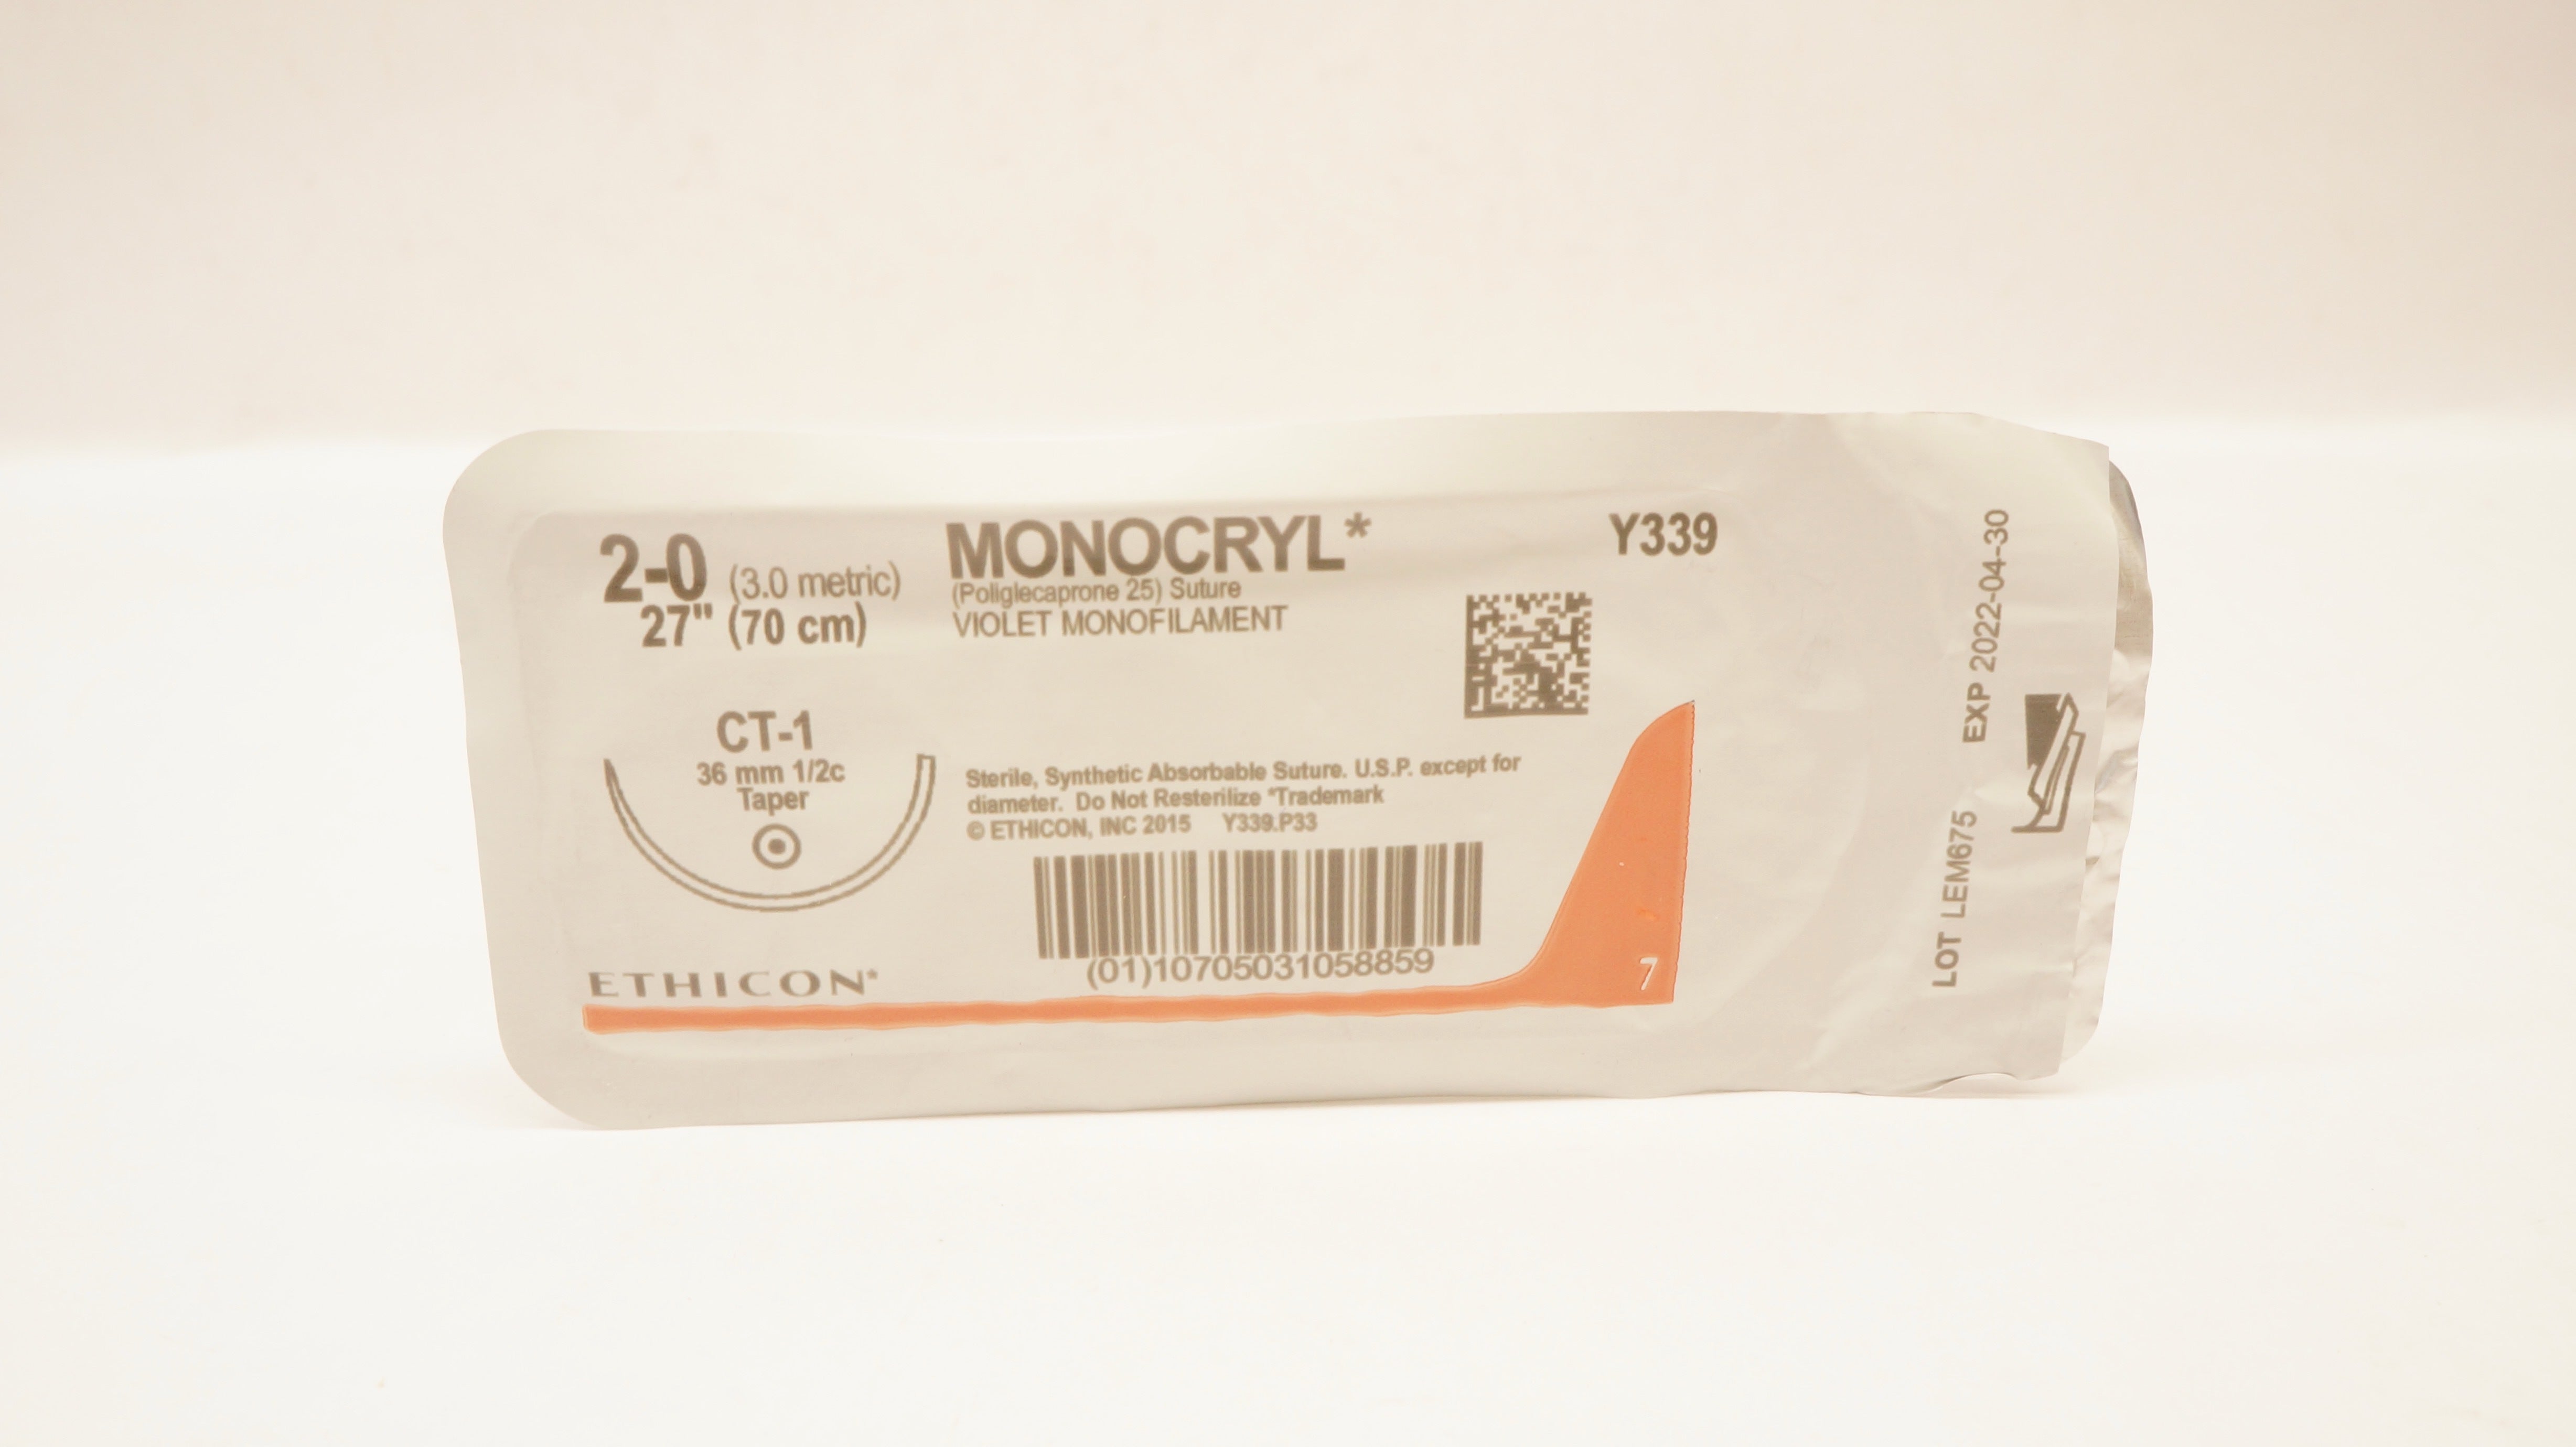 2-0 (3.0 metric)
27" (70 cm)
MONOCRYL*
(Poliglecaprone 25) Suture
VIOLET MONOFILAMENT
Y339
CT-1
36 mm 1/2c
Taper
Sterile, Synthetic Absorbable Suture. U.S.P. except for
diameter. Do Not Resterilize *Trademark
© ETHICON, INC 2015 Y339.P33
(01)10705031058859
ETHICON*
7
LOT LEM675 EXP 2022-04-30